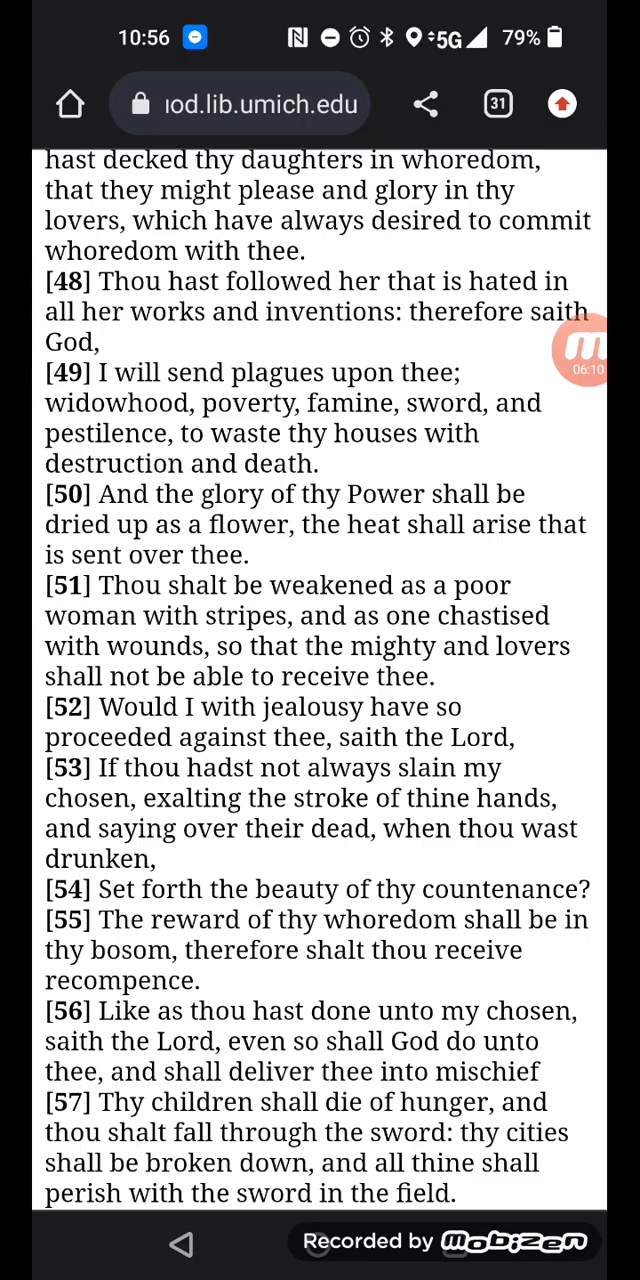 10:56 5G 79%
iod.lib.umich.edu 31
hast decked thy daughters in whoredom,
that they might please and glory in thy
lovers, which have always desired to commit
whoredom with thee.
[48] Thou hast followed her that is hated in
all her works and inventions: therefore saith
God,
[49] I will send plagues upon thee;
widowhood, poverty, famine, sword, and
pestilence, to waste thy houses with
destruction and death.
[50] And the glory of thy Power shall be
dried up as a flower, the heat shall arise that
is sent over thee.
[51] Thou shalt be weakened as a poor
woman with stripes, and as one chastised
with wounds, so that the mighty and lovers
shall not be able to receive thee.
[52] Would I with jealousy have so
proceeded against thee, saith the Lord,
[53] If thou hadst not always slain my
chosen, exalting the stroke of thine hands,
and saying over their dead, when thou wast
drunken,
[54] Set forth the beauty of thy countenance?
[55] The reward of thy whoredom shall be in
thy bosom, therefore shalt thou receive
recompence.
[56] Like as thou hast done unto my chosen,
saith the Lord, even so shall God do unto
thee, and shall deliver thee into mischief
[57] Thy children shall die of hunger, and
thou shalt fall through the sword: thy cities
shall be broken down, and all thine shall
perish with the sword in the field.
m
06:10
Recorded by mobizen